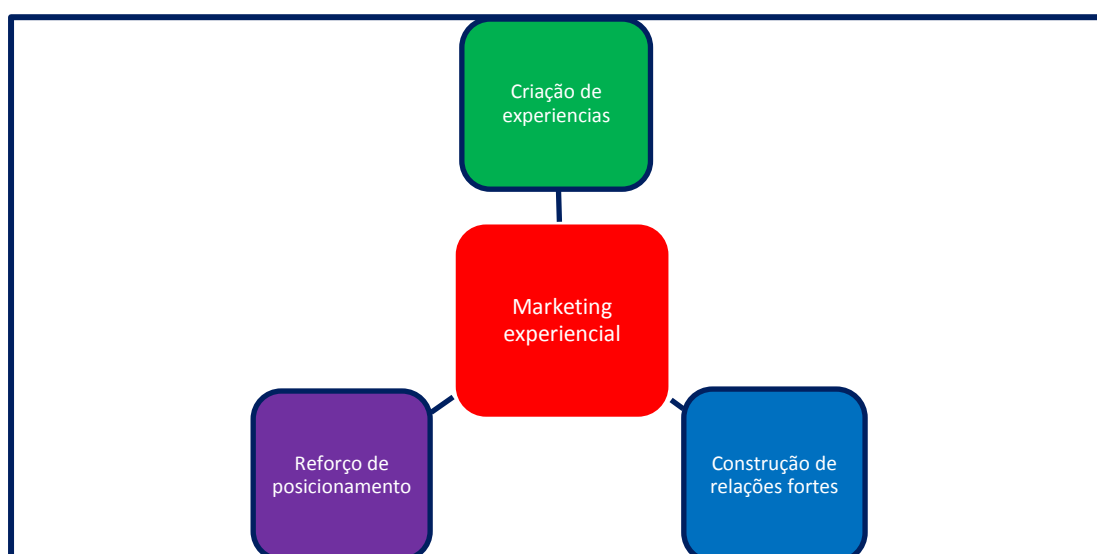 Criação de
experiencias
Marketing
experiencial
Reforço de
posicionamento
Construção de
relações fortes